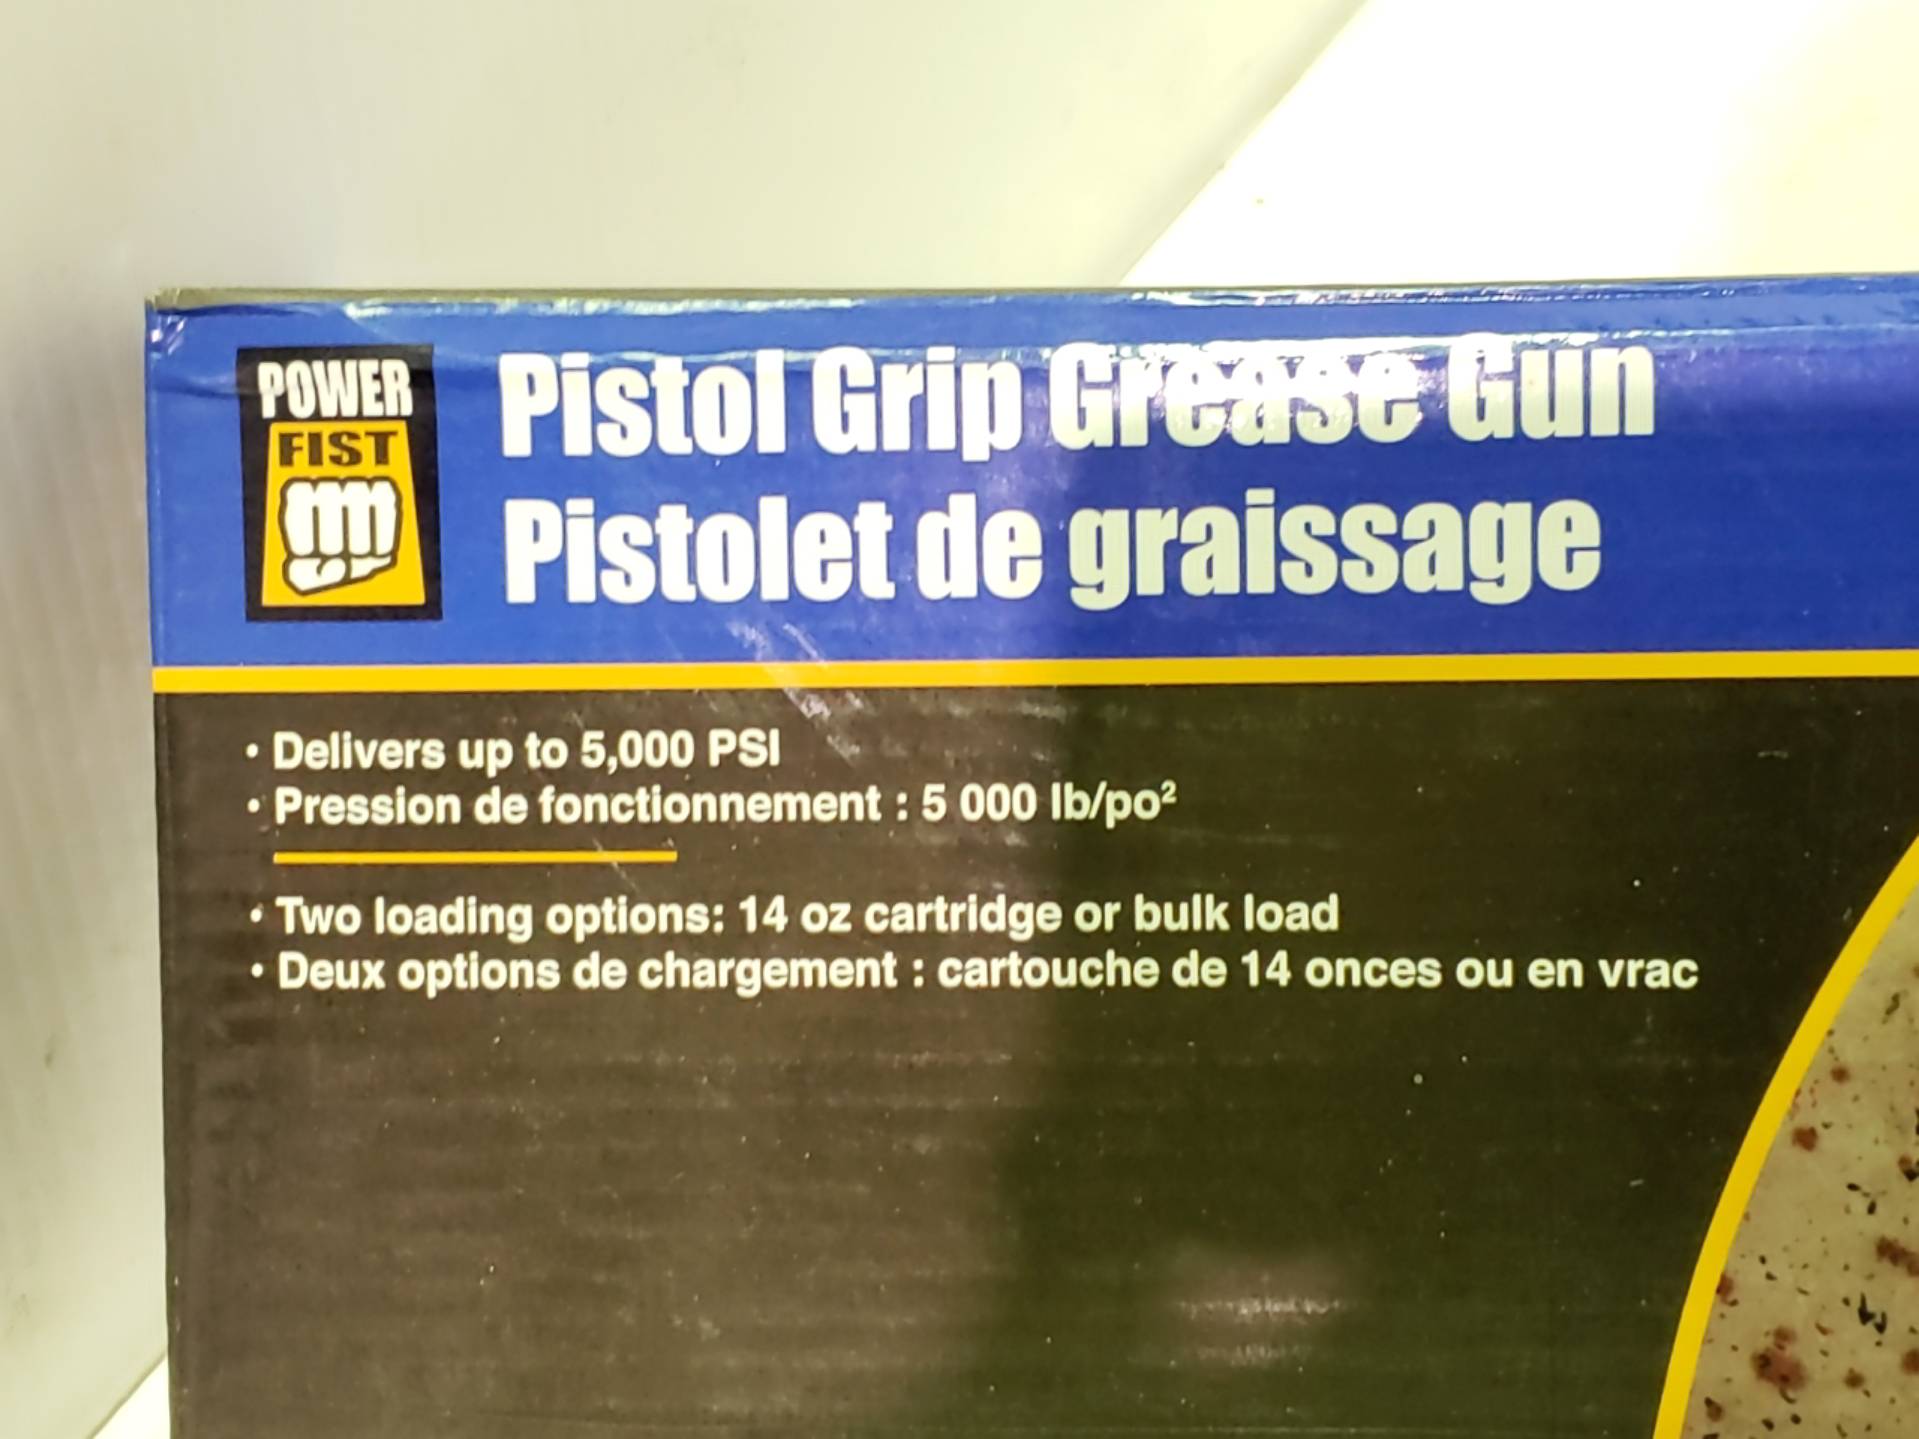 POWER
FIST
Pistol Grip Grease Gun
Pistolet de graissage
• Delivers up to 5,000 PSI
• Pression de fonctionnement : 5 000 lb/po²
• Two loading options: 14 oz cartridge or bulk load
• Deux options de chargement : cartouche de 14 onces ou en vrac